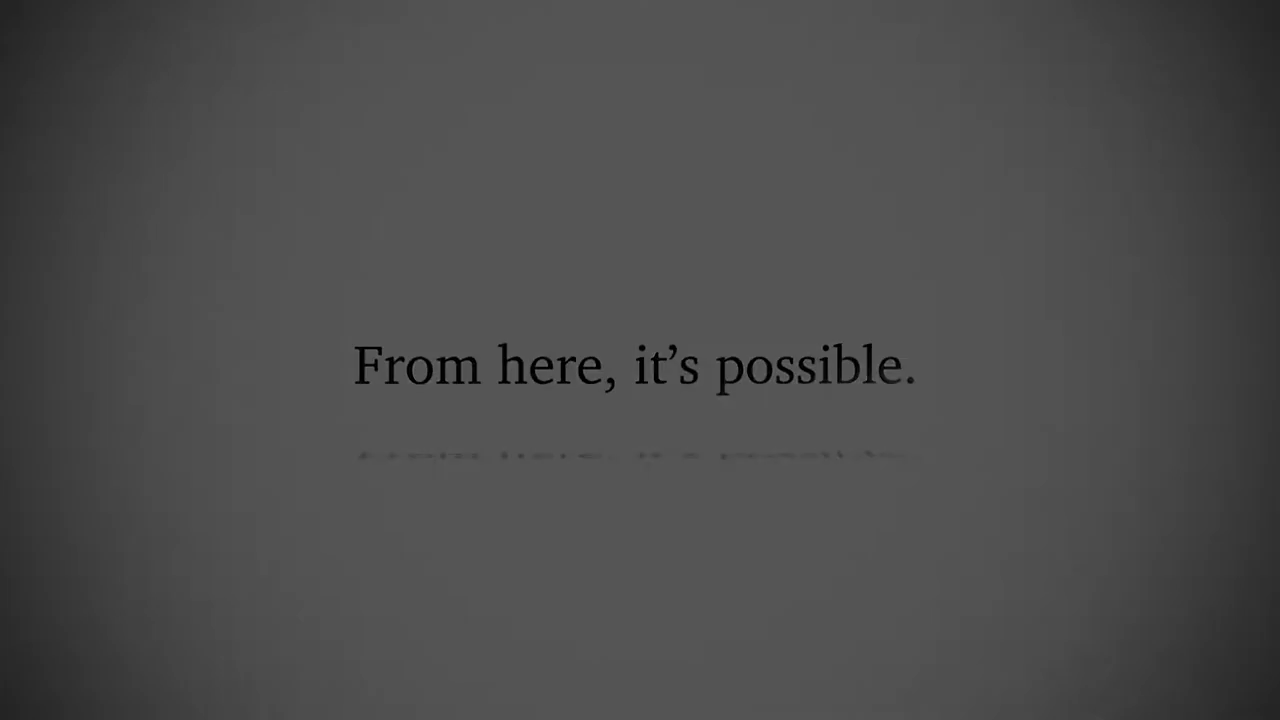 From here, it’s possible.